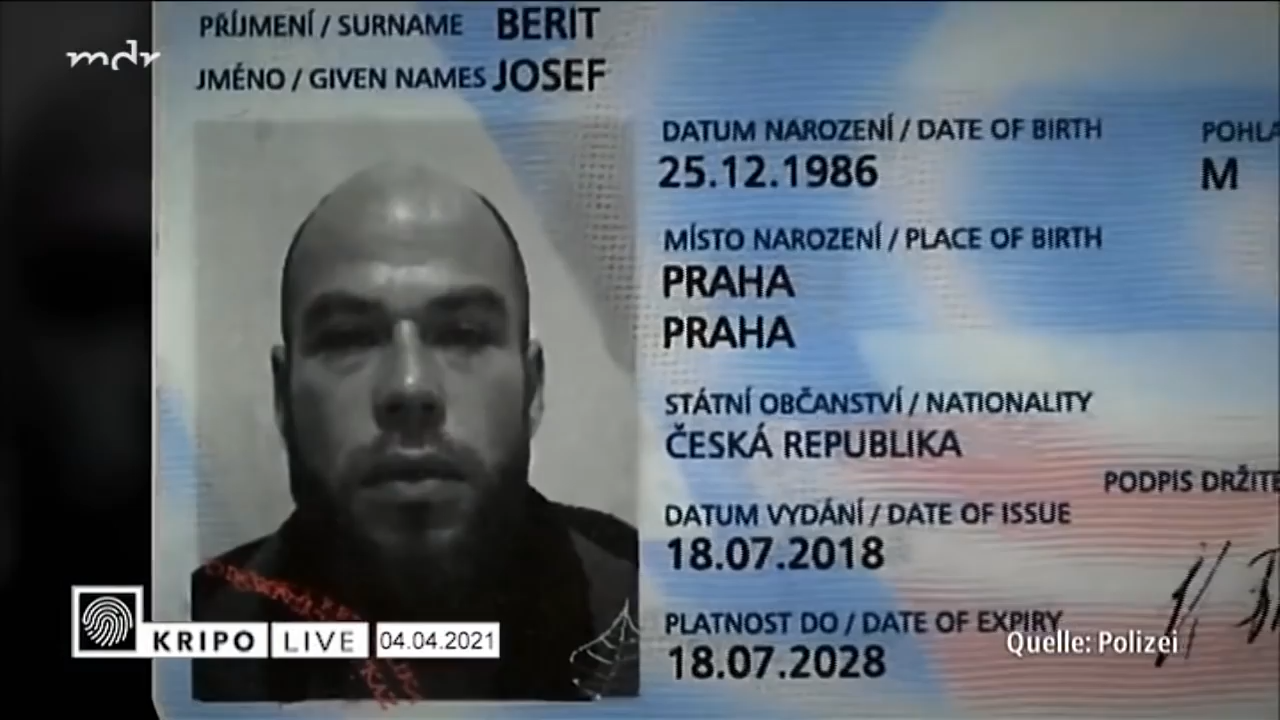 PŘÍJMENÍ / SURNAME BERIT
mdr
JMÉNO / GIVEN NAMES JOSEF
DATUM NAROZENÍ / DATE OF BIRTH
25.12.1986
POHLA
M
MÍSTO NAROZENÍ / PLACE OF BIRTH
PRAHA
PRAHA
STÁTNÍ OBČANSTVÍ / NATIONALITY
ČESKÁ REPUBLIKA
PODPIS DRŽITE
DATUM VYDÁNÍ / DATE OF ISSUE
18.07.2018
PLATNOST DO / DATE OF EXPIRY
18.07.2028
KRIPO LIVE 04.04.2021
Quelle: Polizei